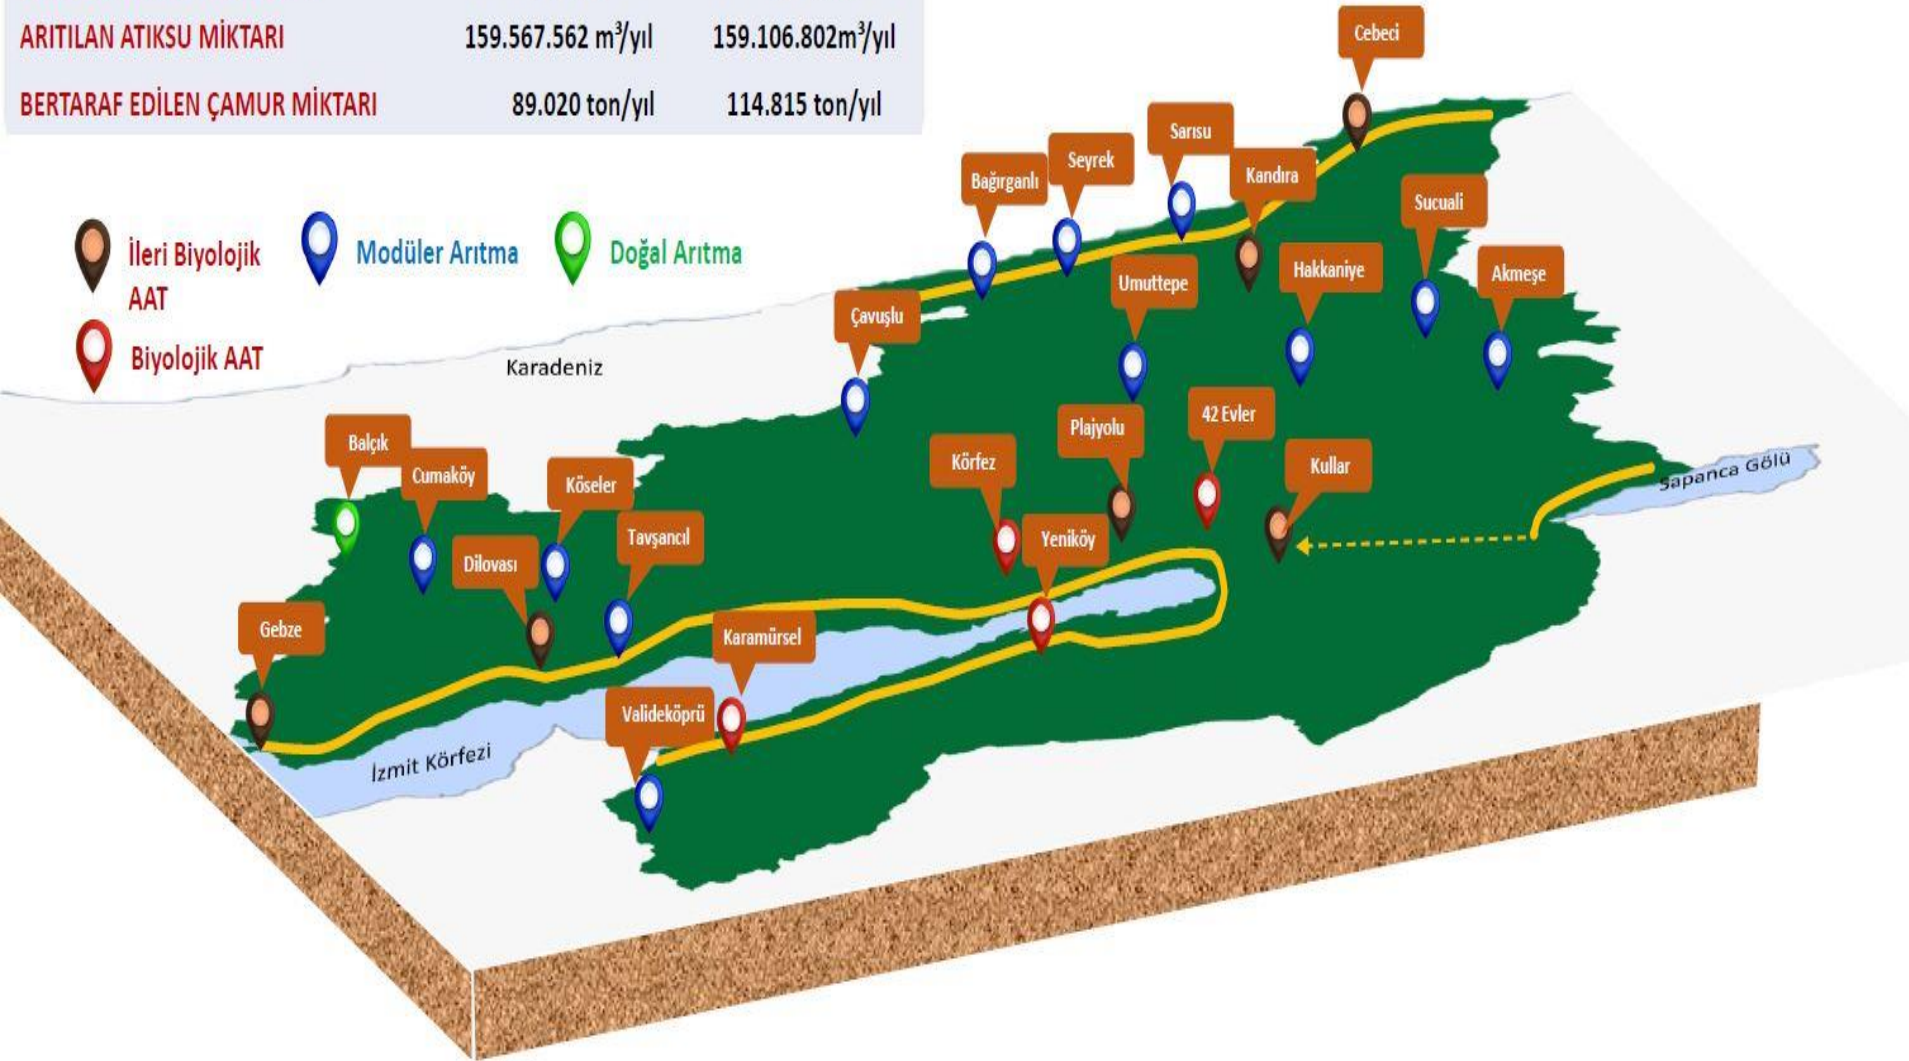 ARITILAN ATIKSU MİKTARI 159.567.562 m³/yıl 159.106.802m³/yıl
BERTARAF EDİLEN ÇAMUR MİKTARI 89.020 ton/yıl 114.815 ton/yıl
İleri Biyolojik
AAT
Modüler Arıtma
Doğal Arıtma
Biyolojik AAT
Cebeci
Sarısu
Seyrek
Bağırganlı
Kandıra
Sucuali
Hakkaniye
Akmeşe
Umuttepe
Çavuşlu
Karadeniz
Balçık
Cumaköy
Köseler
Tavşancıl
Dilovası
Körfez
Plajyolu
42 Evler
Kullar
Yeniköy
Sapanca Gölü
Gebze
Karamürsel
Valideköprü
İzmit Körfezi